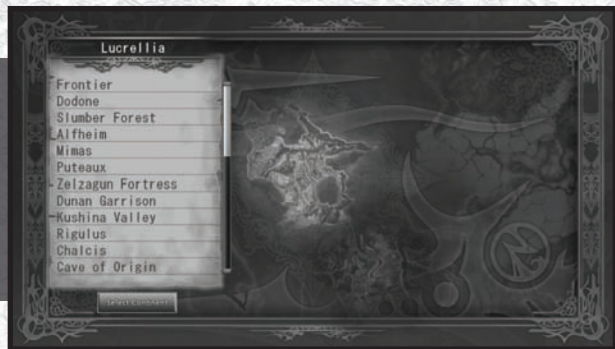 Lucrellia
Frontier
Dodone
Slumber Forest
Alfheim
Mimas
Puteaux
Zelzagun Fortress
Dunan Garrison
Kushina Valley
Rigulus
Chalcis
Cave of Origin
Select Continent